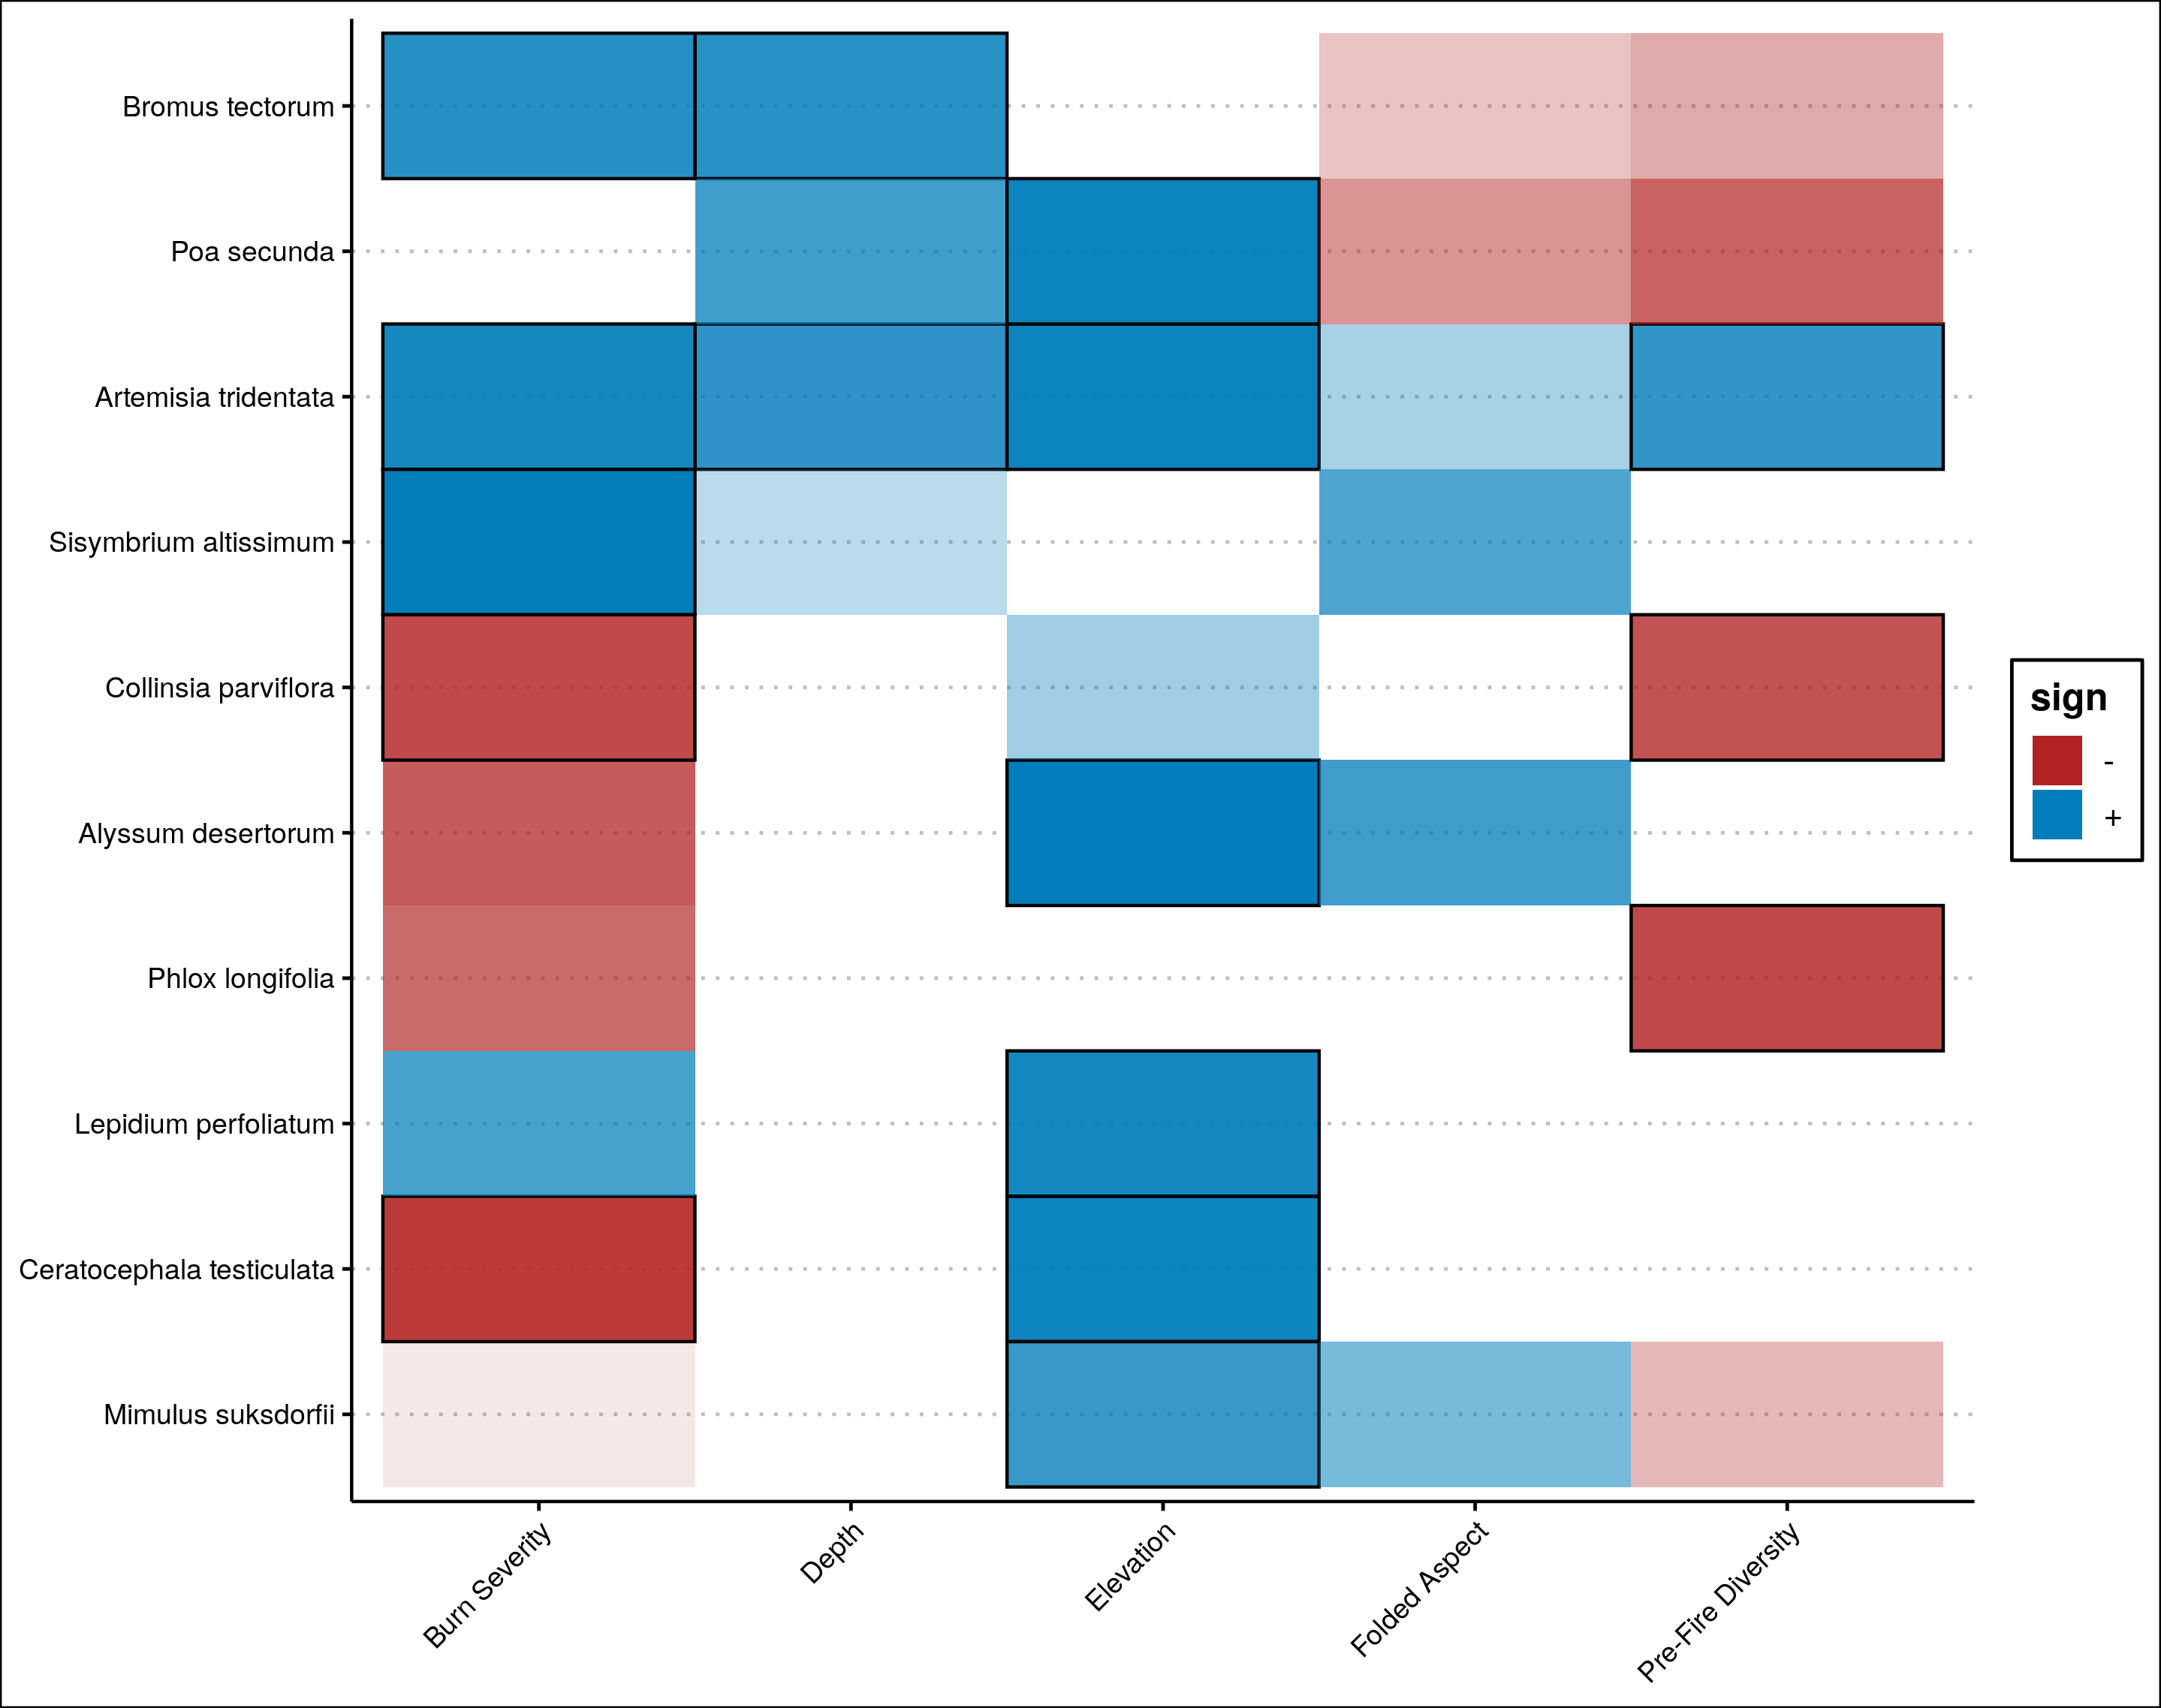 Bromus tectorum
Poa secunda
Artemisia tridentata
Sisymbrium altissimum
Collinsia parviflora
Alyssum desertorum
Phlox longifolia
Lepidium perfoliatum
Ceratocephala testiculata
Mimulus suksdorfii
Burn Severity
Depth
Elevation
Folded Aspect
Pre-Fire Diversity
sign
-
+